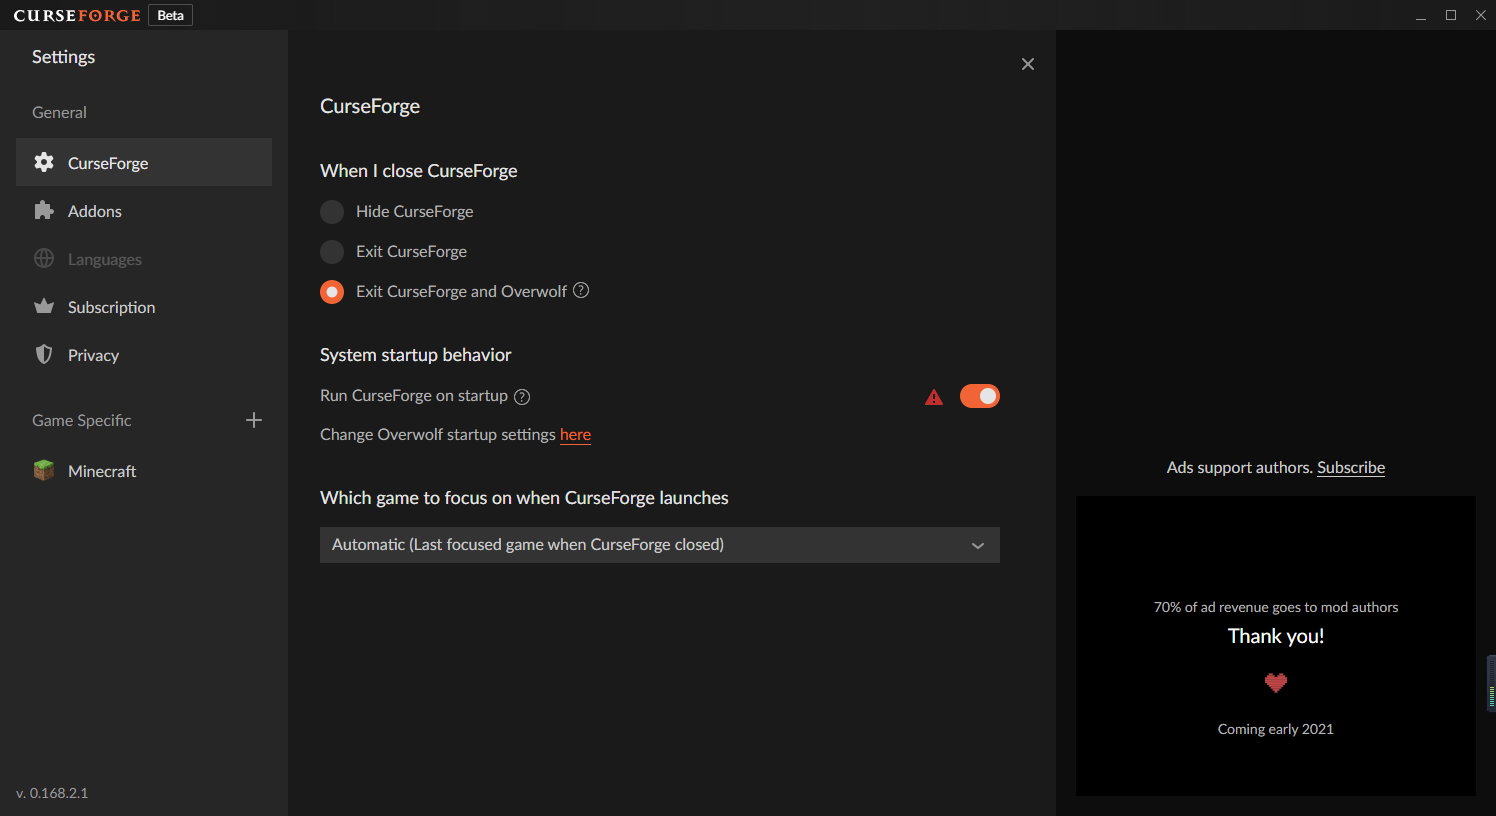 CURSEFORGE Beta
Settings
General
CurseForge
Addons
Languages
Subscription
Privacy
Game Specific
Minecraft
v. 0.168.2.1
CurseForge
When I close CurseForge
Hide CurseForge
Exit CurseForge
Exit CurseForge and Overwolf ?
System startup behavior
Run CurseForge on startup ?
Change Overwolf startup settings here
Which game to focus on when CurseForge launches
Automatic (Last focused game when CurseForge closed)
Ads support authors. Subscribe
70% of ad revenue goes to mod authors
Thank you!
Coming early 2021